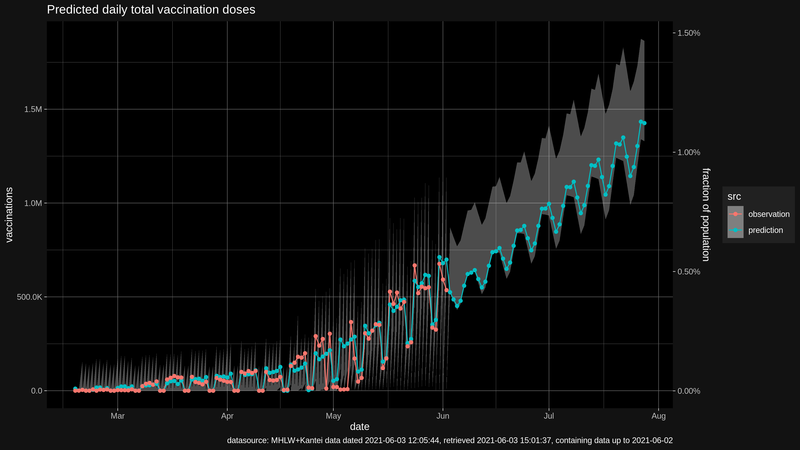 Predicted daily total vaccination doses
1.5M
1.0M
500.0K
0.0
vaccinations
1.50%
1.00%
0.50%
0.00%
fraction of population
Mar
Apr
May
Jun
Jul
Aug
date
src
observation
prediction
datasource: MHLW+Kantei data dated 2021-06-03 12:05:44, retrieved 2021-06-03 15:01:37, containing data up to 2021-06-02